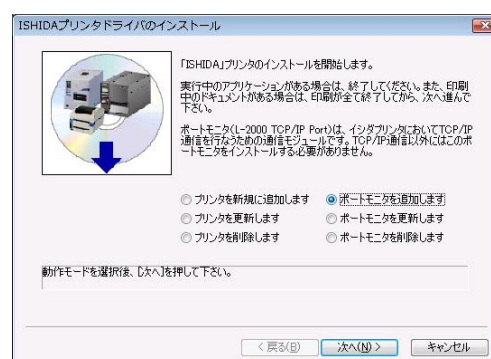 ISHIDAプリンタドライバのインストール
「ISHIDA」プリンタのインストールを開始します。
実行中のアプリケーションがある場合は、終了してください。また、印刷
中のドキュメントがある場合は、印刷が全て終了してから、次へ進んで
下さい。
ポートモニタ(L-2000 TCP/IP Port)は、イシダプリンタにおいてTCP/IP
通信を行なうための通信モジュールです。TCP/IP通信以外にはこのポ
ートモニタをインストールする必要がありません。
プリンタを新規に追加します ポートモニタを追加します
プリンタを更新します ポートモニタを更新します
プリンタを削除します ポートモニタを削除します
動作モードを選択後、[次へ]を押して下さい。
< 戻る(B) 次へ(N) > キャンセル